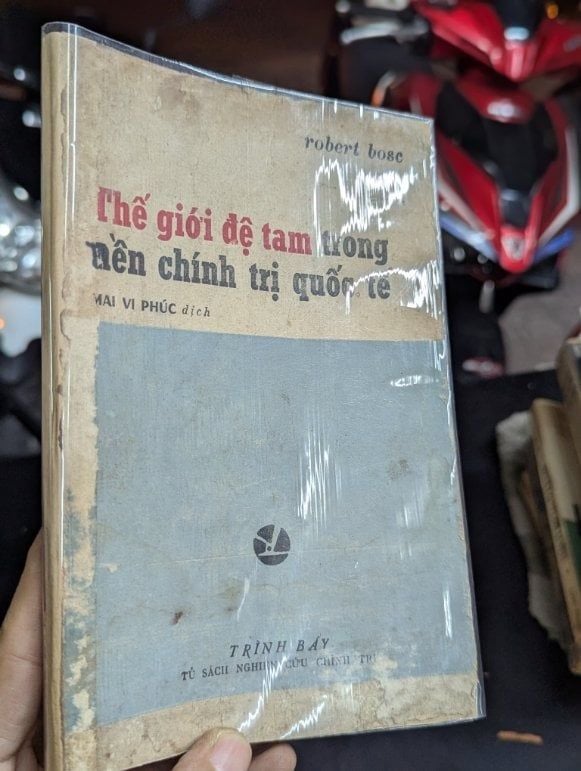 robert bosc
Thế giới đệ tam trong
nền chính trị quốc tế
MAI VI PHÚC dịch
TRÌNH BẦY
TỦ SÁCH NGHIÊN CỨU CHÍNH TRỊ